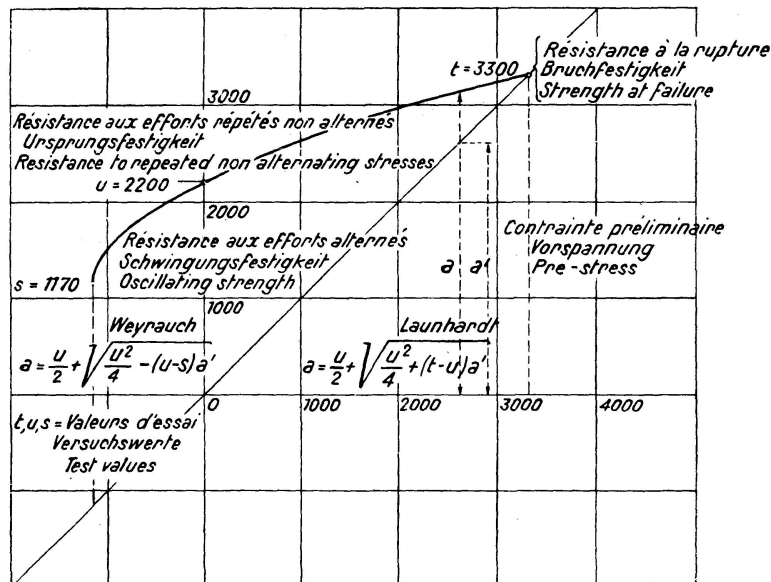 t = 3300
Résistance à la rupture
Bruchfestigkeit
Strength at failure
3000
Résistance aux efforts répétés non alternés
Ursprungsfestigkeit
Resistance to repeated non alternating stresses
u = 2200
2000
Résistance aux efforts alternés
Schwingungsfestigkeit
Oscillating strength
s = 1170
1000
a a'
Contrainte préliminaire
Vorspannung
Pre-stress
Weyrauch
a = u/2 + √(u²/4 - (u-s)a')
Launhardt
a = u/2 + √(u²/4 + (t-u)a')
0 1000 2000 3000 4000
t,u,s = Valeurs d'essai
Versuchswerte
Test values